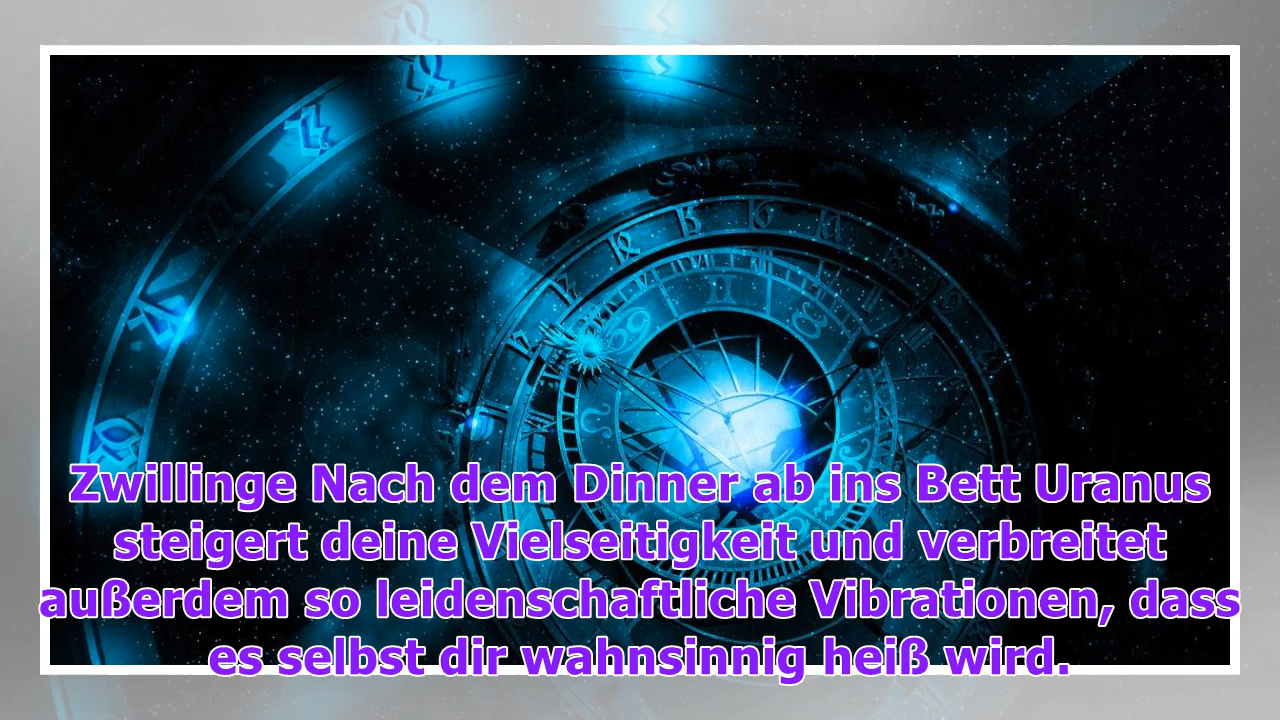 Zwillinge Nach dem Dinner ab ins Bett Uranus
steigert deine Vielseitigkeit und verbreitet
außerdem so leidenschaftliche Vibrationen, dass
es selbst dir wahnsinnig heiß wird.